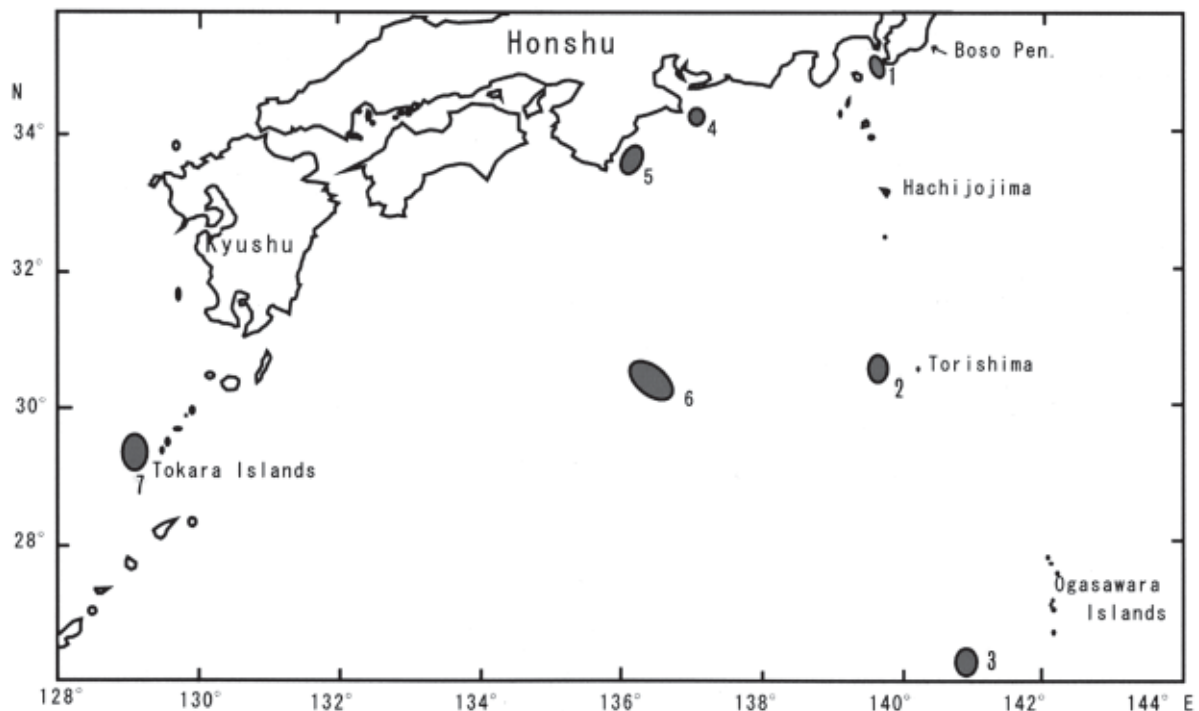 Honshu
Boso Pen.
1
N
34°
4
5
Hachijojima
Kyushu
32°
Torishima
2
6
30°
Tokara Islands
7
28°
Ogasawara
Islands
3
128°
130°
132°
134°
136°
138°
140°
142°
144° E